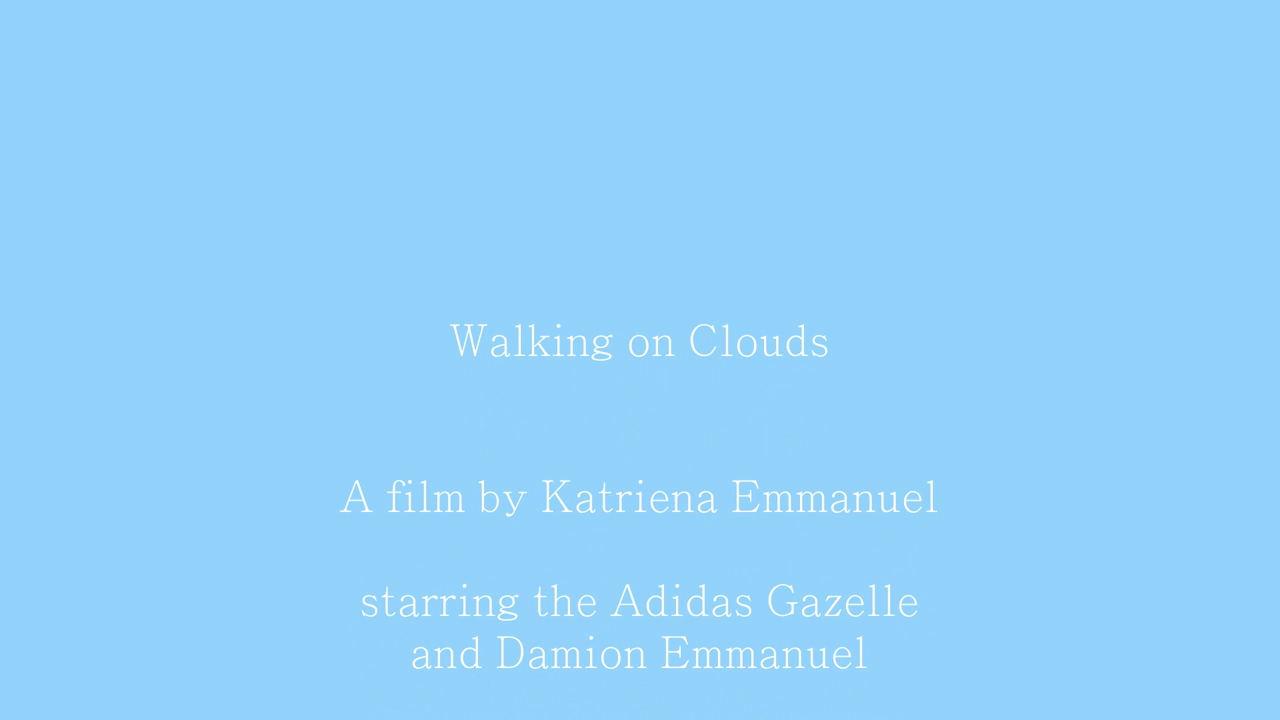 Walking on Clouds
A film by Katriena Emmanuel
starring the Adidas Gazelle
and Damion Emmanuel